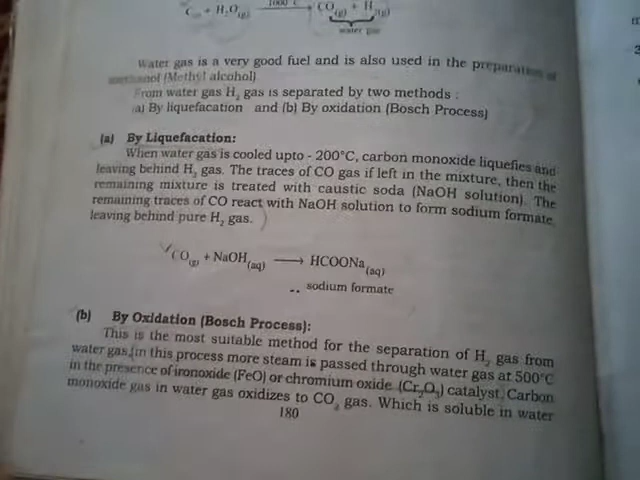 C + H₂O(g) 1000°C → CO(g) + H₂(g)
water gas
Water gas is a very good fuel and is also used in the preparation of
methanol (Methyl alcohol)
From water gas H₂ gas is separated by two methods :
(a) By liquefacation and (b) By oxidation (Bosch Process)
(a) By Liquefacation:
When water gas is cooled upto - 200°C, carbon monoxide liquefies and
leaving behind H₂ gas. The traces of CO gas if left in the mixture, then the
remaining mixture is treated with caustic soda (NaOH solution). The
remaining traces of CO react with NaOH solution to form sodium formate
leaving behind pure H₂ gas.
CO(g) + NaOH(aq) ⟶ HCOONa(aq)
sodium formate
(b) By Oxidation (Bosch Process):
This is the most suitable method for the separation of H₂ gas from
water gas, in this process more steam is passed through water gas at 500°C
in the presence of ironoxide (FeO) or chromium oxide (Cr₂O₃) catalyst. Carbon
monoxide gas in water gas oxidizes to CO₂ gas. Which is soluble in water
180